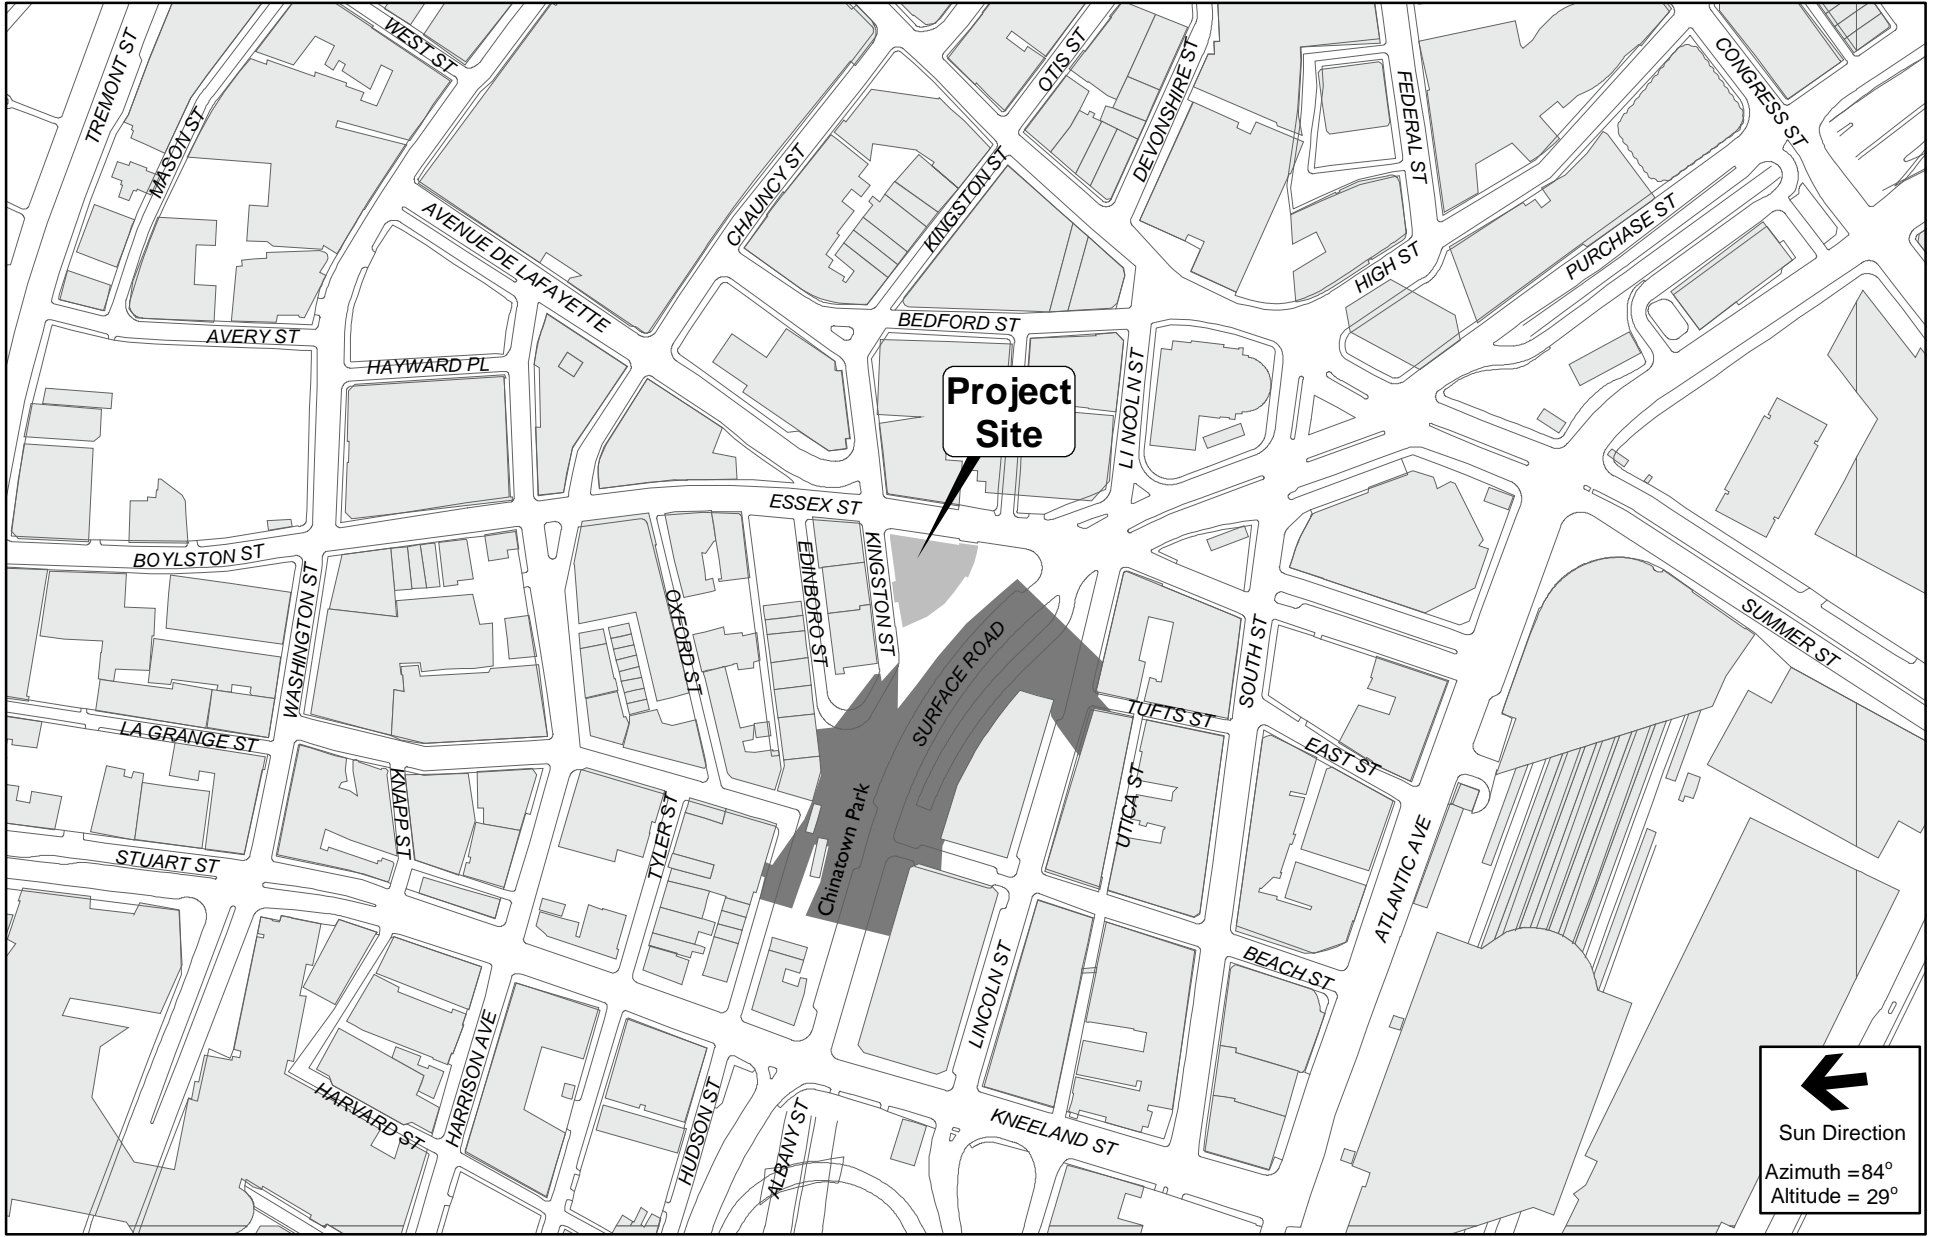 WEST ST
TREMONT ST
MASON ST
OTIS ST
DEVONSHIRE ST
FEDERAL ST
CONGRESS ST
CHAUNCY ST
KINGSTON ST
AVENUE DE LAFAYETTE
PURCHASE ST
HIGH ST
AVERY ST
BEDFORD ST
HAYWARD PL
LINCOLN ST
Project
Site
ESSEX ST
BOYLSTON ST
WASHINGTON ST
OXFORD ST
EDINBORO ST
KINGSTON ST
SURFACE ROAD
SOUTH ST
SUMMER ST
TUFTS ST
LA GRANGE ST
EAST ST
KNAPP ST
TYLER ST
Chinatown Park
UTICA ST
STUART ST
ATLANTIC AVE
BEACH ST
LINCOLN ST
HARRISON AVE
HARVARD ST
HUDSON ST
ALBANY ST
KNEELAND ST
Sun Direction
Azimuth =84°
Altitude = 29°